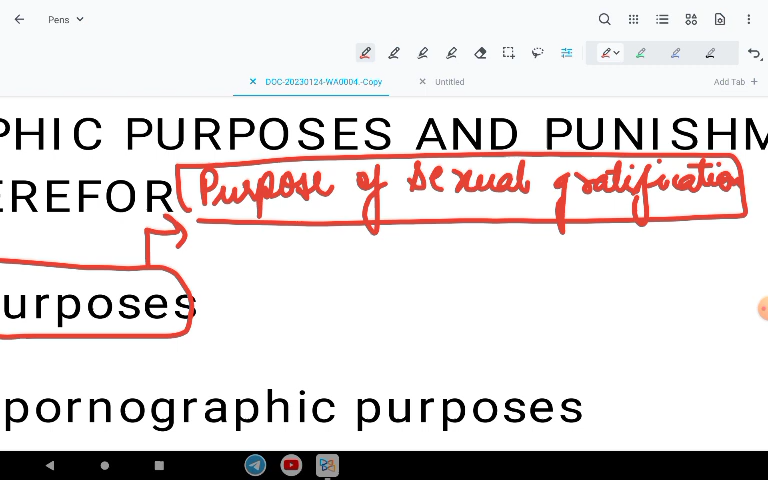 Pens
DOC-20230124-WA0004.-Copy
Untitled
Add Tab +
PHIC PURPOSES AND PUNISHM
EREFOR
Purpose of sexual gratification
urposes
pornographic purposes